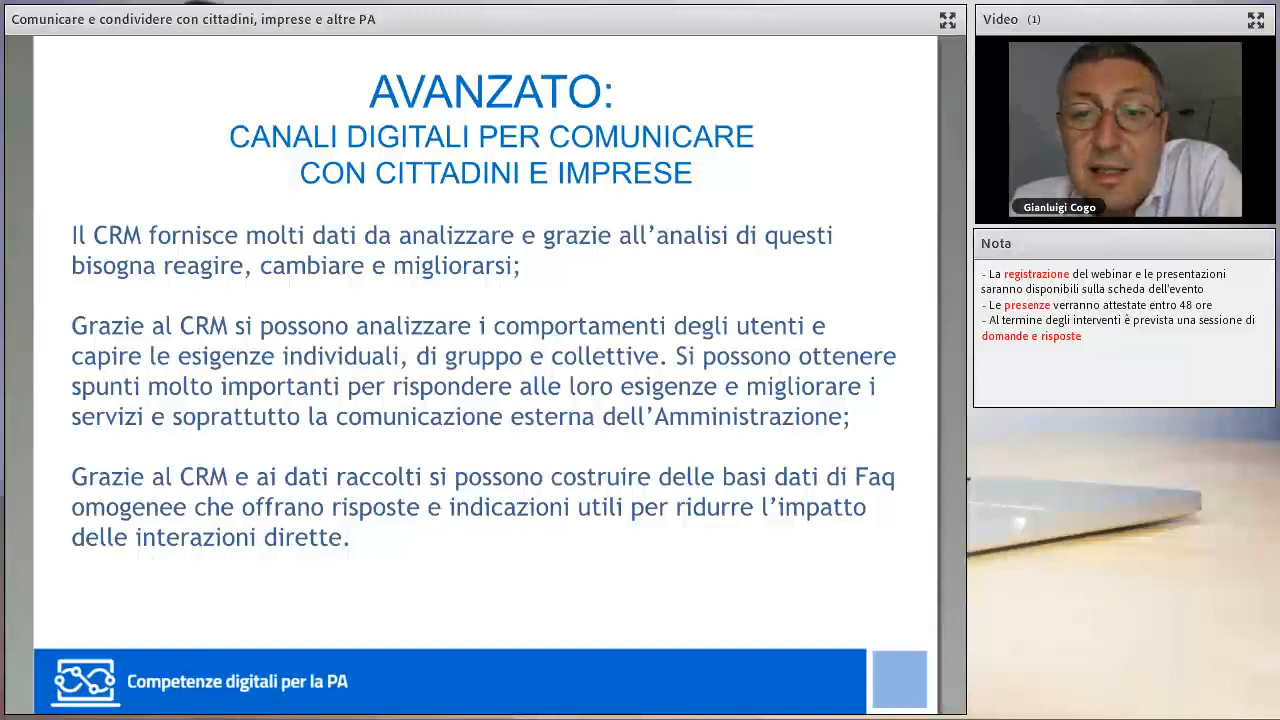 Comunicare e condividere con cittadini, imprese e altre PA
AVANZATO:
CANALI DIGITALI PER COMUNICARE
CON CITTADINI E IMPRESE
Il CRM fornisce molti dati da analizzare e grazie all’analisi di questi
bisogna reagire, cambiare e migliorarsi;
Grazie al CRM si possono analizzare i comportamenti degli utenti e
capire le esigenze individuali, di gruppo e collettive. Si possono ottenere
spunti molto importanti per rispondere alle loro esigenze e migliorare i
servizi e soprattutto la comunicazione esterna dell’Amministrazione;
Grazie al CRM e ai dati raccolti si possono costruire delle basi dati di Faq
omogenee che offrano risposte e indicazioni utili per ridurre l’impatto
delle interazioni dirette.
Competenze digitali per la PA
Video (1)
Gianluigi Cogo
Nota
- La registrazione del webinar e le presentazioni
saranno disponibili sulla scheda dell'evento
- Le presenze verranno attestate entro 48 ore
- Al termine degli interventi è prevista una sessione di
domande e risposte